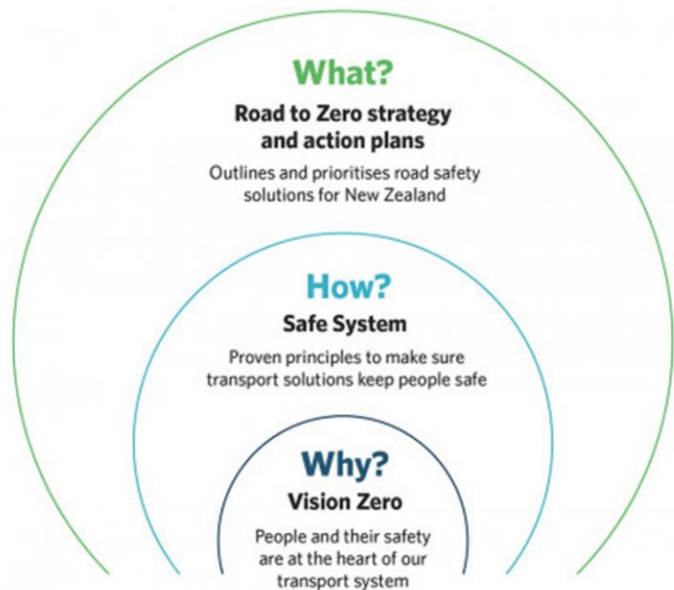 What?
Road to Zero strategy
and action plans
Outlines and prioritises road safety
solutions for New Zealand
How?
Safe System
Proven principles to make sure
transport solutions keep people safe
Why?
Vision Zero
People and their safety
are at the heart of our
transport system